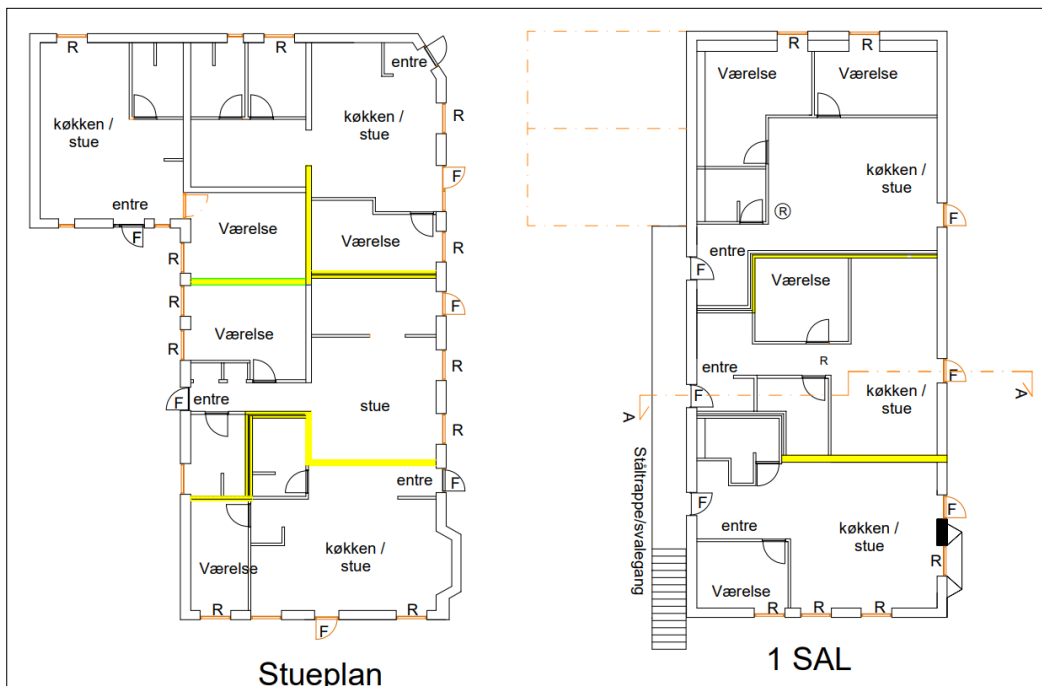 R
R
entre
køkken /
stue
køkken /
stue
R
F
entre
F
Værelse
Værelse
R
R
R
F
Værelse
R
R
stue
F
entre
R
entre
F
køkken /
stue
Værelse
R
R
F
Stueplan
R
R
Værelse
Værelse
køkken /
stue
R
F
entre
F
Værelse
R
entre
F
køkken /
stue
F
A
A
Ståltrappe/svalegang
F
entre
køkken /
stue
F
R
Værelse
R
R
R
1 SAL